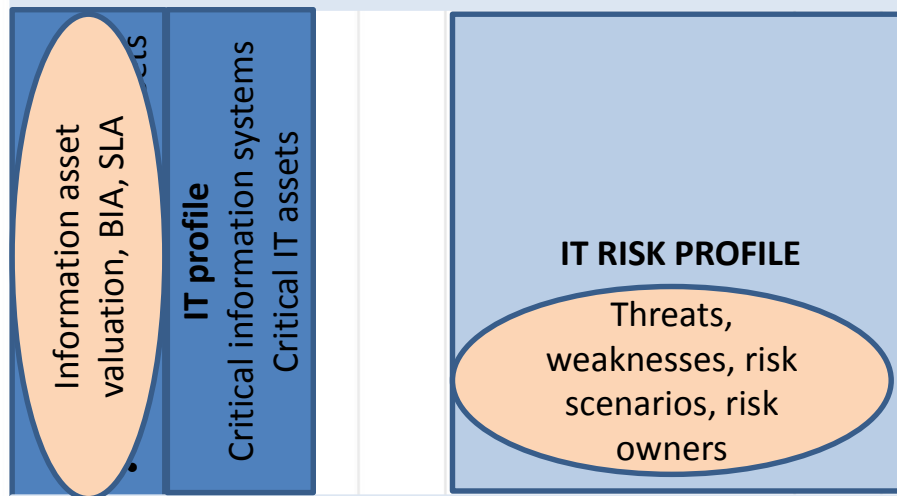 Information asset
valuation, BIA, SLA
IT profile
Critical information systems
Critical IT assets
IT RISK PROFILE
Threats,
weaknesses, risk
scenarios, risk
owners